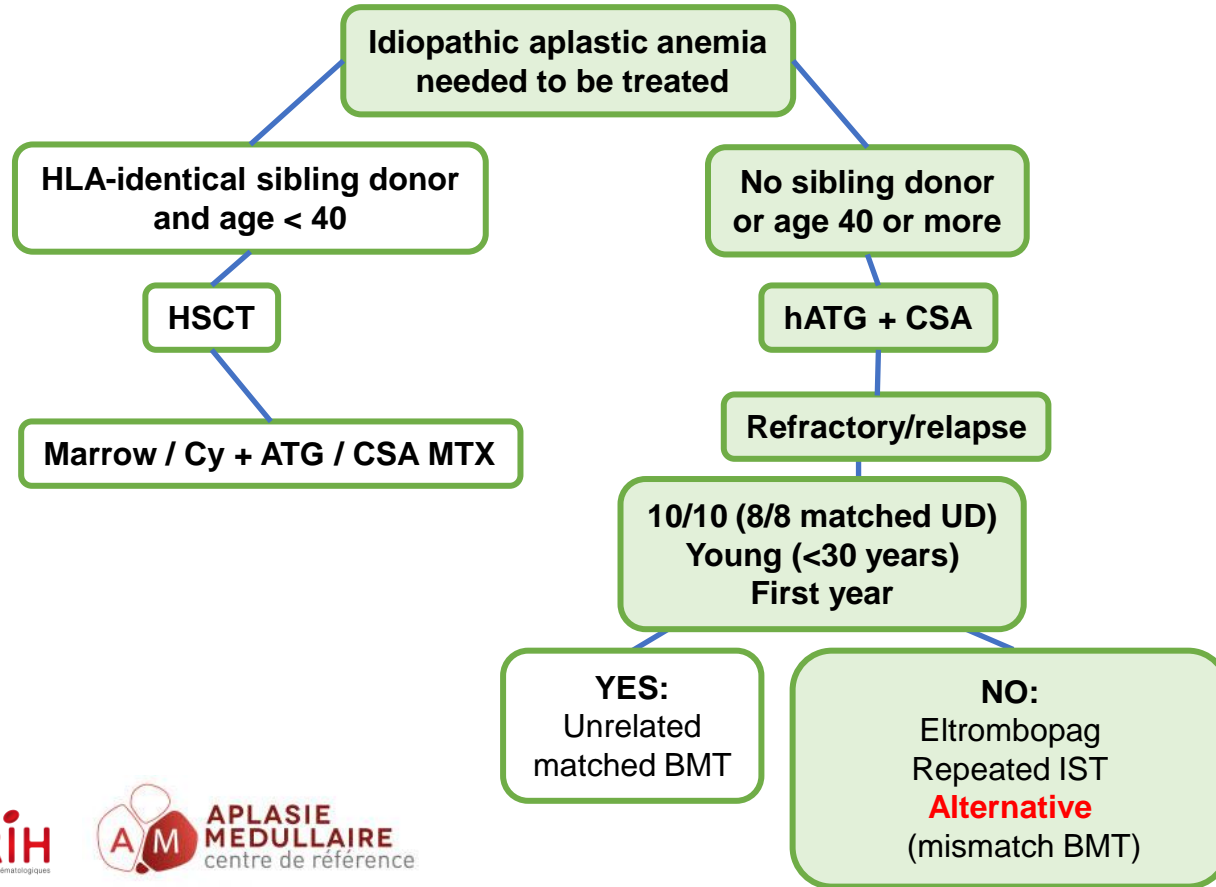 Idiopathic aplastic anemia
needed to be treated
HLA-identical sibling donor
and age < 40
No sibling donor
or age 40 or more
HSCT
hATG + CSA
Marrow / Cy + ATG / CSA MTX
Refractory/relapse
10/10 (8/8 matched UD)
Young (<30 years)
First year
YES:
Unrelated
matched BMT
NO:
Eltrombopag
Repeated IST
Alternative
(mismatch BMT)
AM
APLASIE
MEDULLAIRE
centre de référence